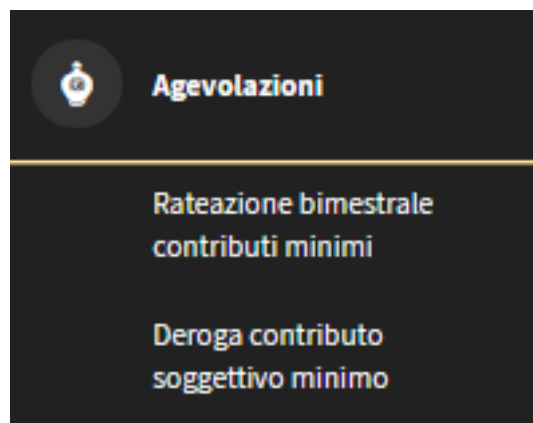 Agevolazioni
Rateazione bimestrale
contributi minimi
Deroga contributo
soggettivo minimo